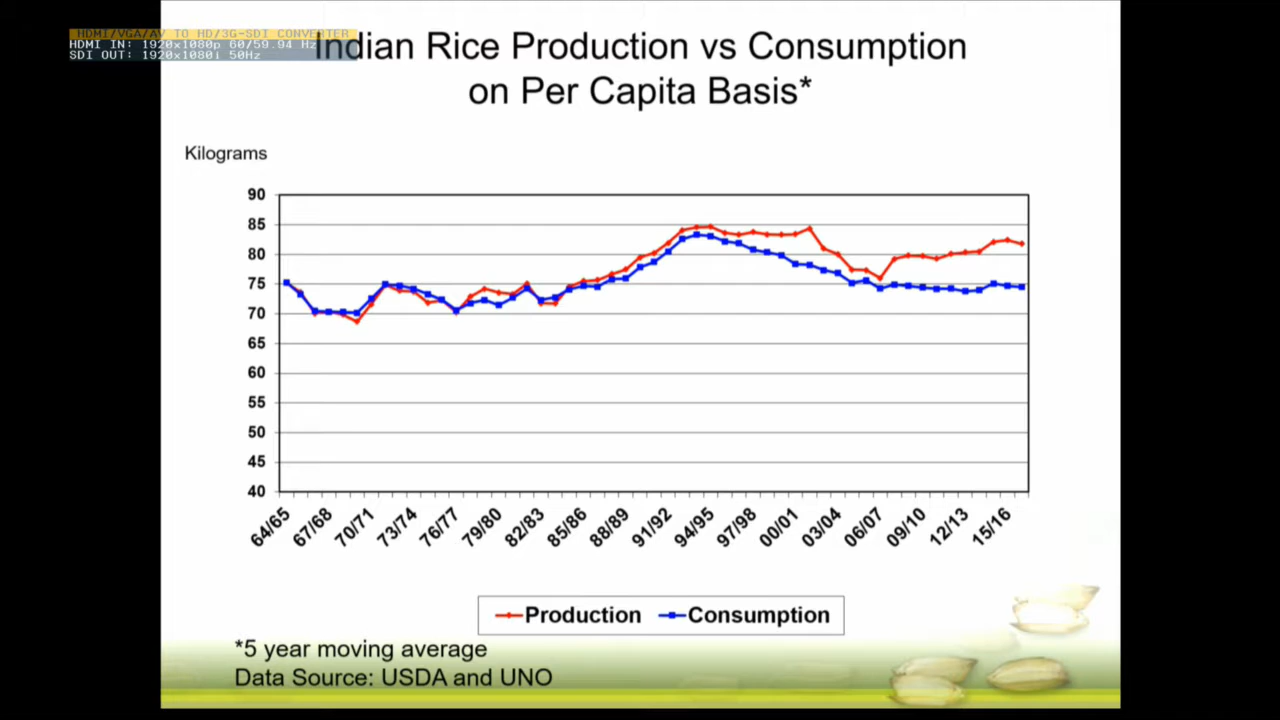 HDMI/VGA/AV TO HD/3G-SDI CONVERTER
HDMI IN: 1920x1080p 60/59.94 Hz
SDI OUT: 1920x1080i 50Hz
Indian Rice Production vs Consumption
on Per Capita Basis*
Kilograms
90
85
80
75
70
65
60
55
50
45
40
64/65 67/68 70/71 73/74 76/77 79/80 82/83 85/86 88/89 91/92 94/95 97/98 00/01 03/04 06/07 09/10 12/13 15/16
Production Consumption
*5 year moving average
Data Source: USDA and UNO